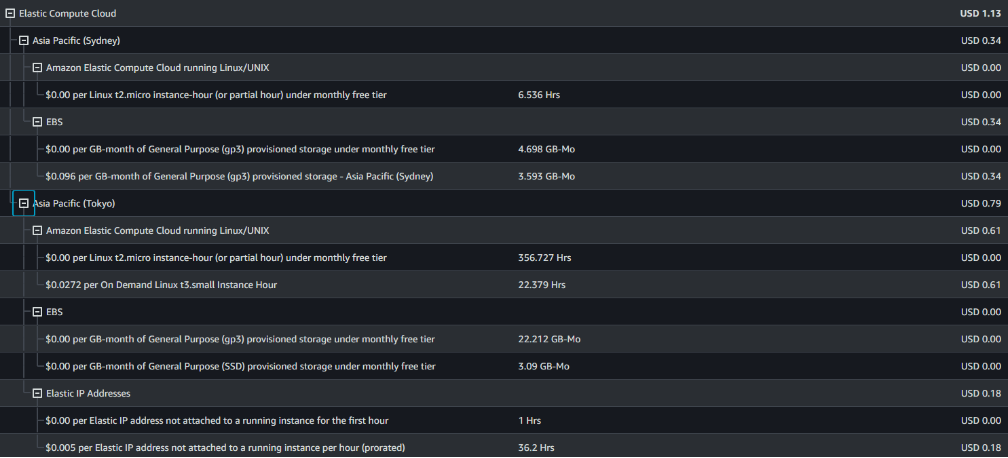 Elastic Compute Cloud USD 1.13
Asia Pacific (Sydney) USD 0.34
Amazon Elastic Compute Cloud running Linux/UNIX USD 0.00
$0.00 per Linux t2.micro instance-hour (or partial hour) under monthly free tier 6.536 Hrs USD 0.00
EBS USD 0.34
$0.00 per GB-month of General Purpose (gp3) provisioned storage under monthly free tier 4.698 GB-Mo USD 0.00
$0.096 per GB-month of General Purpose (gp3) provisioned storage - Asia Pacific (Sydney) 3.593 GB-Mo USD 0.34
Asia Pacific (Tokyo) USD 0.79
Amazon Elastic Compute Cloud running Linux/UNIX USD 0.61
$0.00 per Linux t2.micro instance-hour (or partial hour) under monthly free tier 356.727 Hrs USD 0.00
$0.0272 per On Demand Linux t3.small Instance Hour 22.379 Hrs USD 0.61
EBS USD 0.00
$0.00 per GB-month of General Purpose (gp3) provisioned storage under monthly free tier 22.212 GB-Mo USD 0.00
$0.00 per GB-month of General Purpose (SSD) provisioned storage under monthly free tier 3.09 GB-Mo USD 0.00
Elastic IP Addresses USD 0.18
$0.00 per Elastic IP address not attached to a running instance for the first hour 1 Hrs USD 0.00
$0.005 per Elastic IP address not attached to a running instance per hour (prorated) 36.2 Hrs USD 0.18